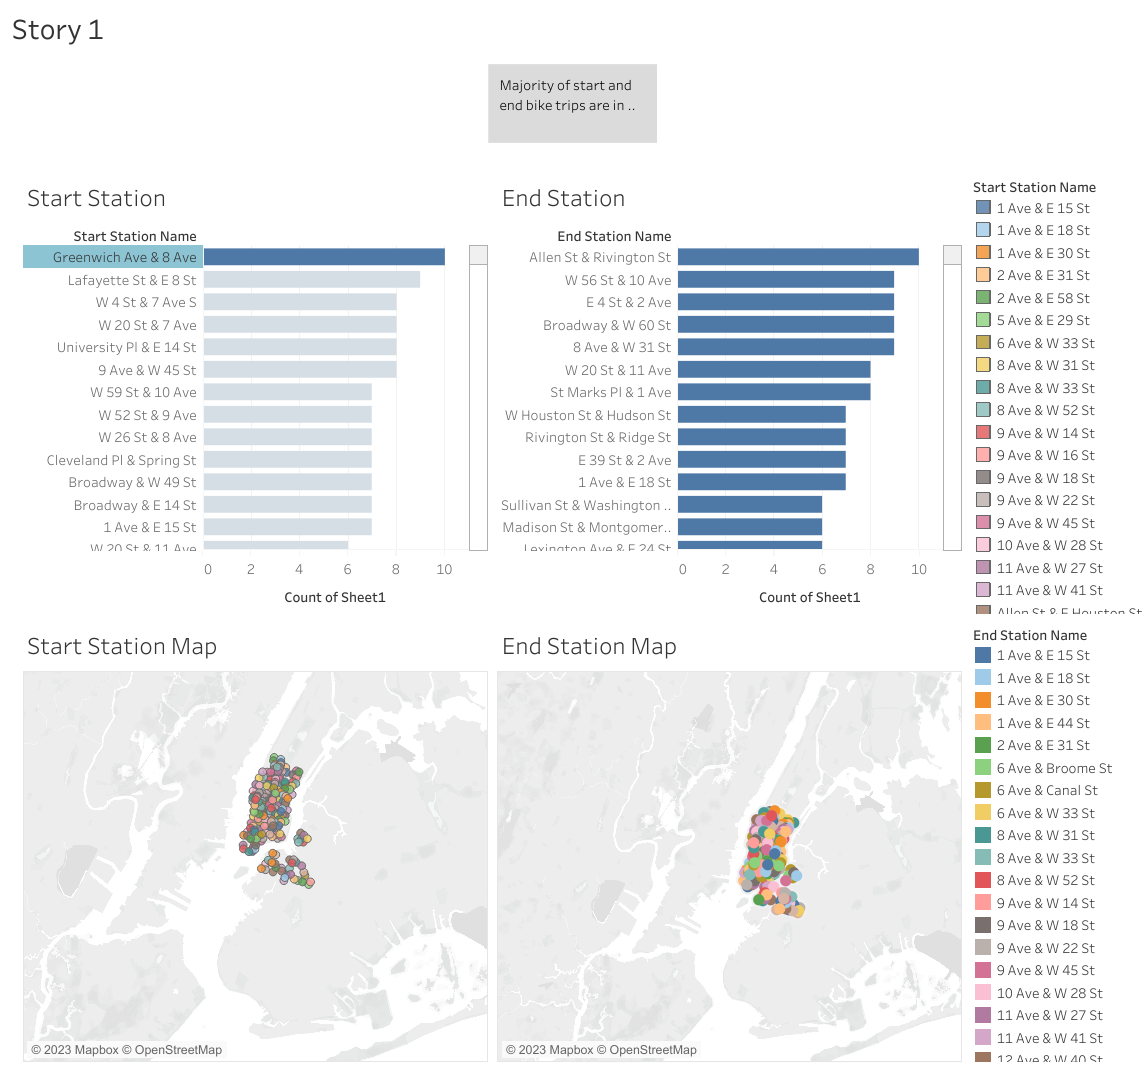 Story 1
Majority of start and
end bike trips are in ..
Start Station
Start Station Name
Greenwich Ave & 8 Ave
Lafayette St & E 8 St
W 4 St & 7 Ave S
W 20 St & 7 Ave
University Pl & E 14 St
9 Ave & W 45 St
W 59 St & 10 Ave
W 52 St & 9 Ave
W 26 St & 8 Ave
Cleveland Pl & Spring St
Broadway & W 49 St
Broadway & E 14 St
1 Ave & E 15 St
W 20 St & 11 Ave
0 2 4 6 8 10
Count of Sheet1
End Station
End Station Name
Allen St & Rivington St
W 56 St & 10 Ave
E 4 St & 2 Ave
Broadway & W 60 St
8 Ave & W 31 St
W 20 St & 11 Ave
St Marks Pl & 1 Ave
W Houston St & Hudson St
Rivington St & Ridge St
E 39 St & 2 Ave
1 Ave & E 18 St
Sullivan St & Washington ..
Madison St & Montgomer..
Lexington Ave & E 24 St
0 2 4 6 8 10
Count of Sheet1
Start Station Name
1 Ave & E 15 St
1 Ave & E 18 St
1 Ave & E 30 St
2 Ave & E 31 St
2 Ave & E 58 St
5 Ave & E 29 St
6 Ave & W 33 St
8 Ave & W 31 St
8 Ave & W 33 St
8 Ave & W 52 St
9 Ave & W 14 St
9 Ave & W 16 St
9 Ave & W 18 St
9 Ave & W 22 St
9 Ave & W 45 St
10 Ave & W 28 St
11 Ave & W 27 St
11 Ave & W 41 St
Allen St & E Houston St
Start Station Map
© 2023 Mapbox © OpenStreetMap
End Station Map
© 2023 Mapbox © OpenStreetMap
End Station Name
1 Ave & E 15 St
1 Ave & E 18 St
1 Ave & E 30 St
1 Ave & E 44 St
2 Ave & E 31 St
6 Ave & Broome St
6 Ave & Canal St
6 Ave & W 33 St
8 Ave & W 31 St
8 Ave & W 33 St
8 Ave & W 52 St
9 Ave & W 14 St
9 Ave & W 18 St
9 Ave & W 22 St
9 Ave & W 45 St
10 Ave & W 28 St
11 Ave & W 27 St
11 Ave & W 41 St
12 Ave & W 40 St